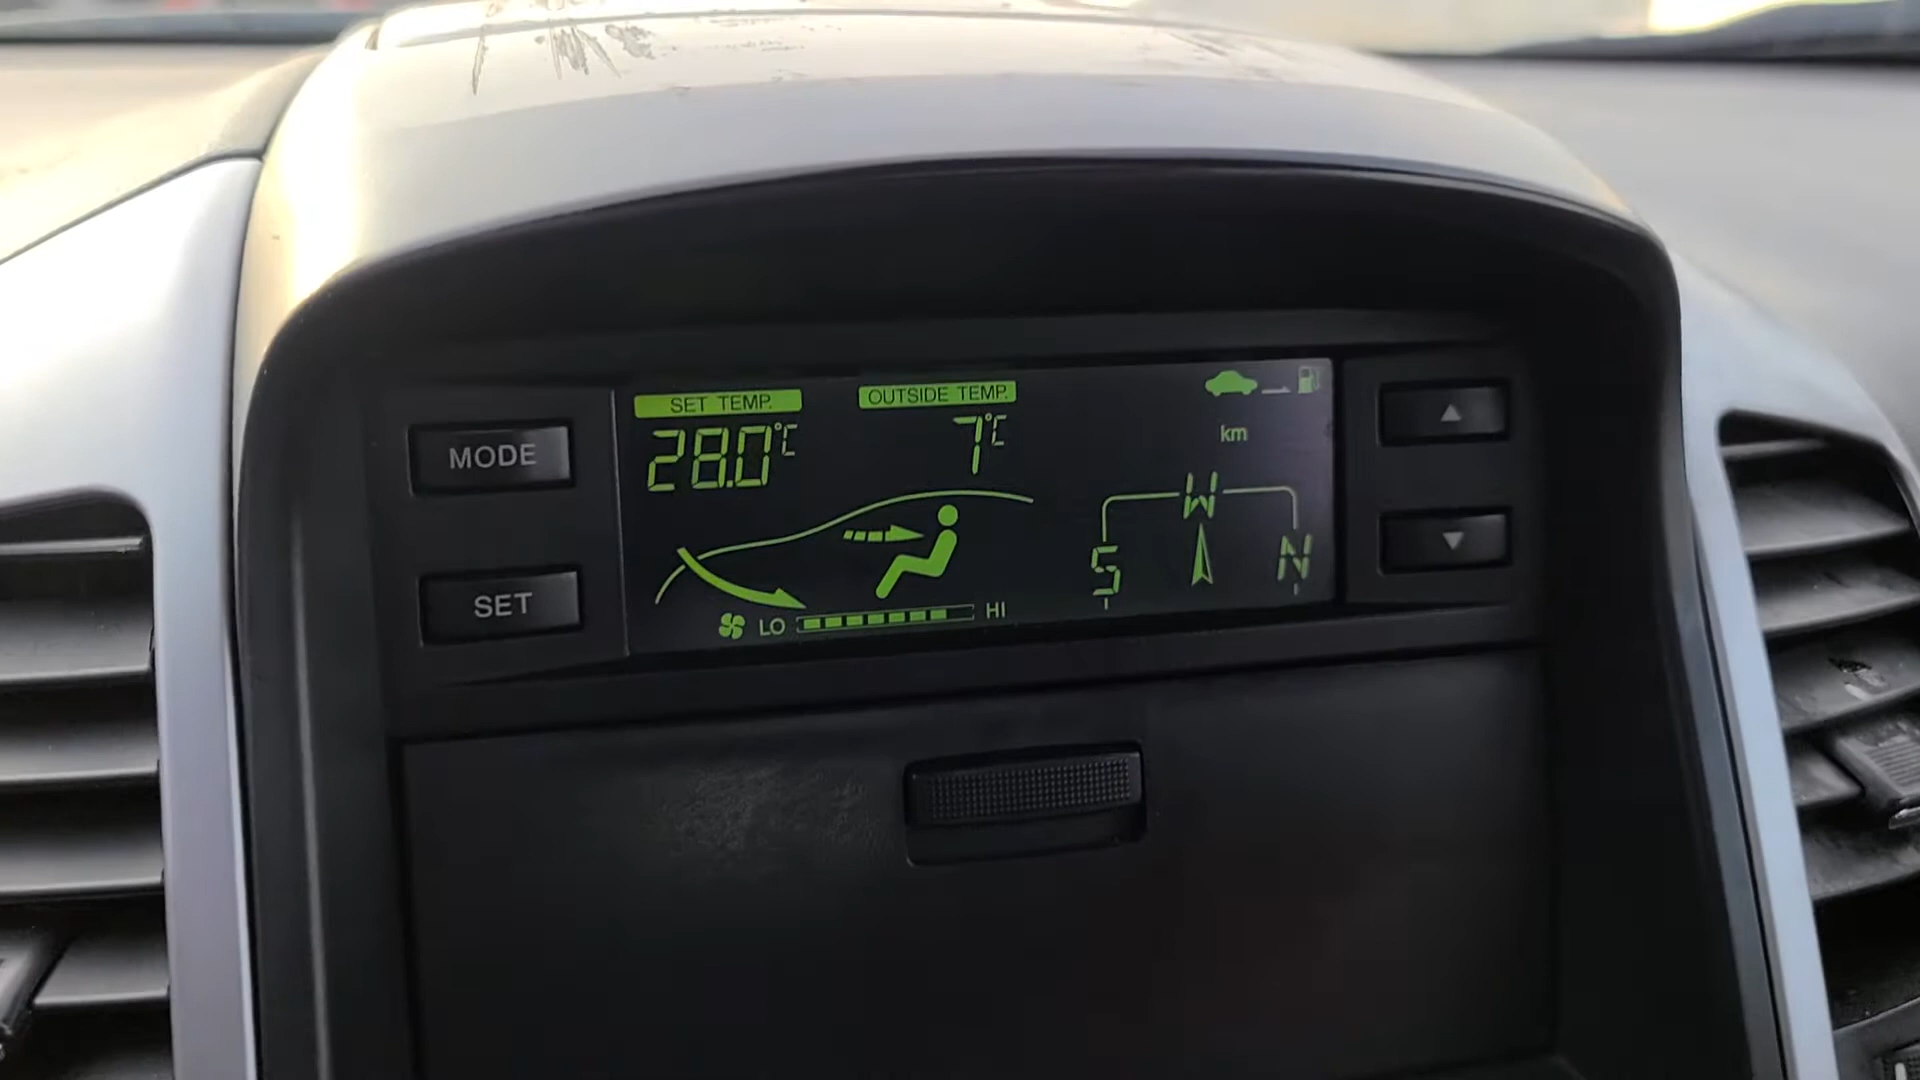 MODE
SET
SET TEMP.
28.0°C
OUTSIDE TEMP.
7°C
km
W
S
N
LO
HI